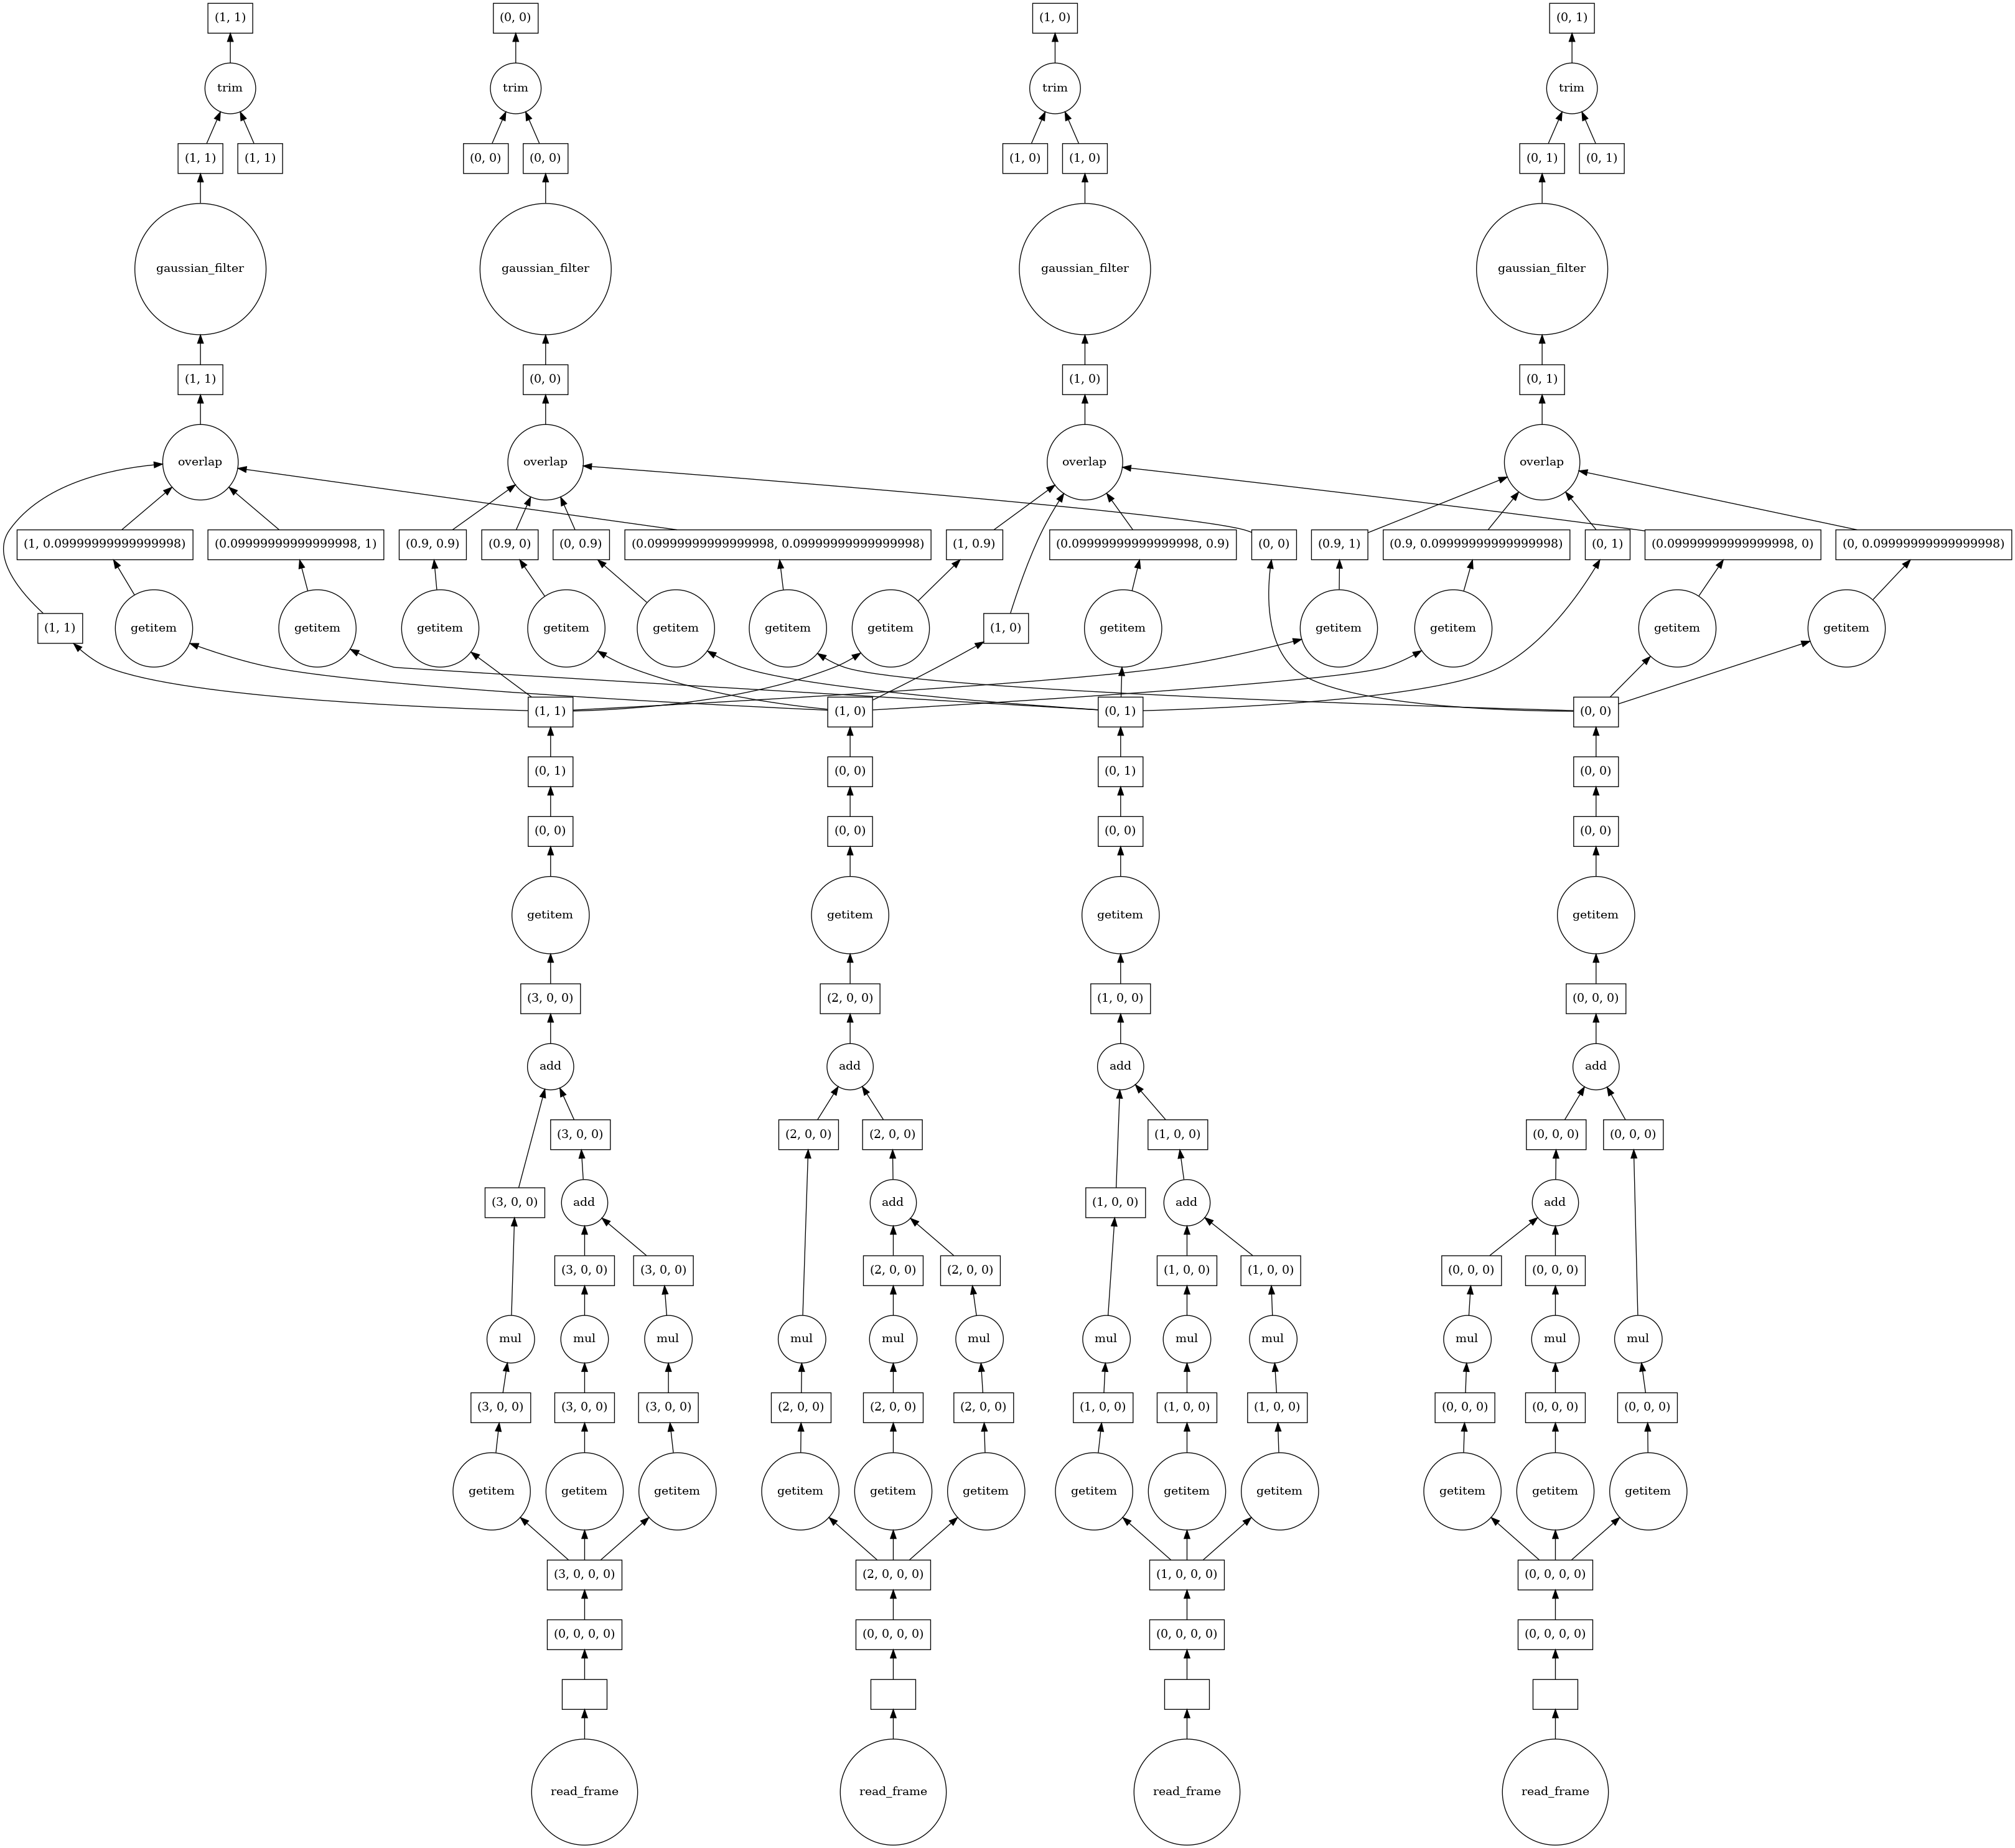 (1, 1)
(0, 0)
(1, 0)
(0, 1)
trim
trim
trim
trim
(1, 1)
(1, 1)
(0, 0)
(0, 0)
(1, 0)
(1, 0)
(0, 1)
(0, 1)
gaussian_filter
gaussian_filter
gaussian_filter
gaussian_filter
(1, 1)
(0, 0)
(1, 0)
(0, 1)
overlap
overlap
overlap
overlap
(1, 0.09999999999999998)
(0.09999999999999998, 1)
(0.9, 0.9)
(0.9, 0)
(0, 0.9)
(0.09999999999999998, 0.09999999999999998)
(1, 0.9)
(0.09999999999999998, 0.9)
(0, 0)
(0.9, 1)
(0.9, 0.09999999999999998)
(0, 1)
(0.09999999999999998, 0)
(0, 0.09999999999999998)
(1, 1)
getitem
getitem
getitem
getitem
getitem
getitem
getitem
(1, 0)
getitem
getitem
getitem
getitem
getitem
(1, 1)
(1, 0)
(0, 1)
(0, 0)
(0, 1)
(0, 0)
(0, 1)
(0, 0)
(0, 0)
(0, 0)
(0, 0)
(0, 0)
getitem
getitem
getitem
getitem
(3, 0, 0)
(2, 0, 0)
(1, 0, 0)
(0, 0, 0)
add
add
add
add
(3, 0, 0)
(2, 0, 0)
(2, 0, 0)
(1, 0, 0)
(0, 0, 0)
(0, 0, 0)
(3, 0, 0)
add
add
(1, 0, 0)
add
add
(3, 0, 0)
(3, 0, 0)
(2, 0, 0)
(2, 0, 0)
(1, 0, 0)
(1, 0, 0)
(0, 0, 0)
(0, 0, 0)
mul
mul
mul
mul
mul
mul
mul
mul
mul
mul
mul
mul
(3, 0, 0)
(3, 0, 0)
(3, 0, 0)
(2, 0, 0)
(2, 0, 0)
(2, 0, 0)
(1, 0, 0)
(1, 0, 0)
(1, 0, 0)
(0, 0, 0)
(0, 0, 0)
(0, 0, 0)
getitem
getitem
getitem
getitem
getitem
getitem
getitem
getitem
getitem
getitem
getitem
getitem
(3, 0, 0, 0)
(2, 0, 0, 0)
(1, 0, 0, 0)
(0, 0, 0, 0)
(0, 0, 0, 0)
(0, 0, 0, 0)
(0, 0, 0, 0)
(0, 0, 0, 0)
read_frame
read_frame
read_frame
read_frame